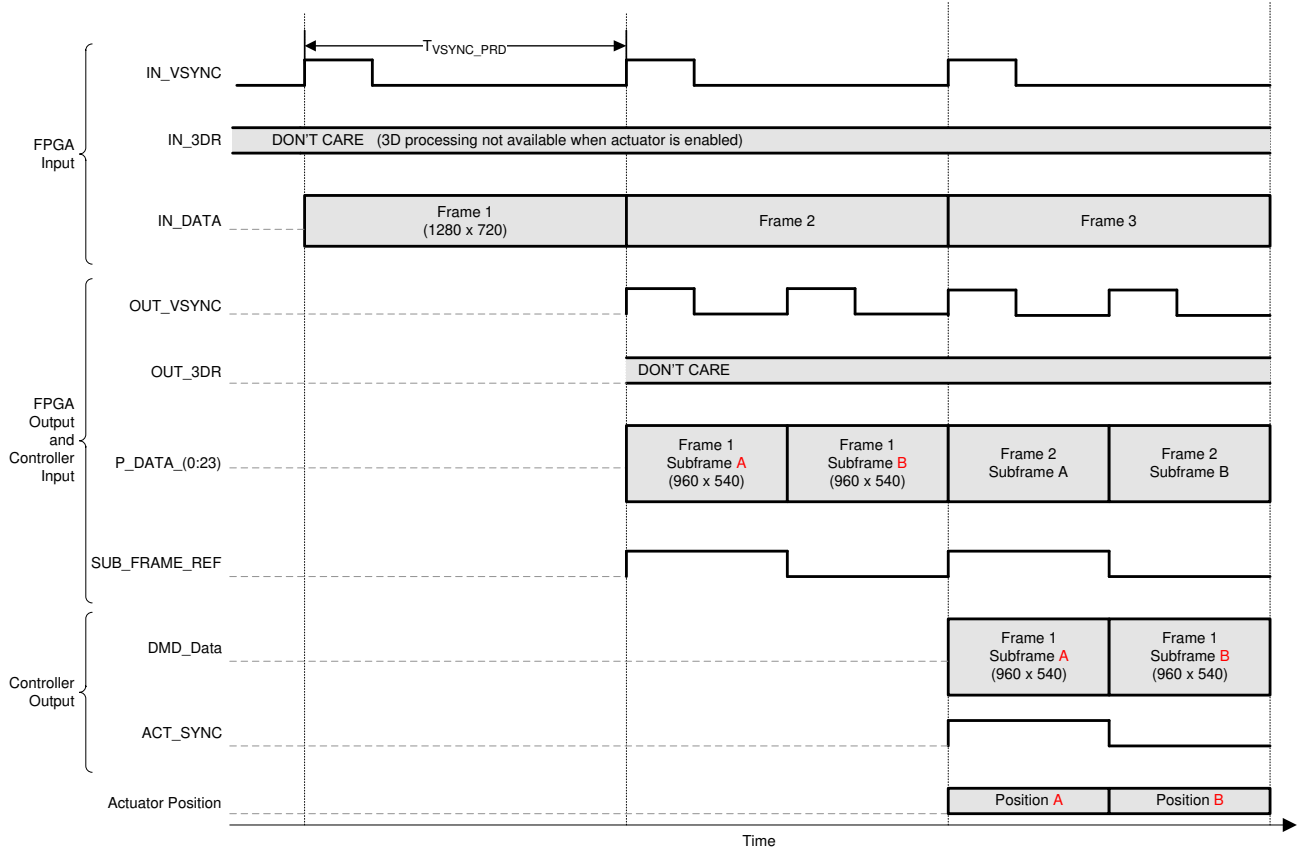 TVSYNC_PRD
IN_VSYNC
FPGA
Input
IN_3DR
DON'T CARE (3D processing not available when actuator is enabled)
IN_DATA
Frame 1
(1280 x 720)
Frame 2
Frame 3
OUT_VSYNC
OUT_3DR
DON'T CARE
FPGA
Output
and
Controller
Input
P_DATA_(0:23)
Frame 1
Subframe A
(960 x 540)
Frame 1
Subframe B
(960 x 540)
Frame 2
Subframe A
Frame 2
Subframe B
SUB_FRAME_REF
Controller
Output
DMD_Data
Frame 1
Subframe A
(960 x 540)
Frame 1
Subframe B
(960 x 540)
ACT_SYNC
Actuator Position
Position A
Position B
Time